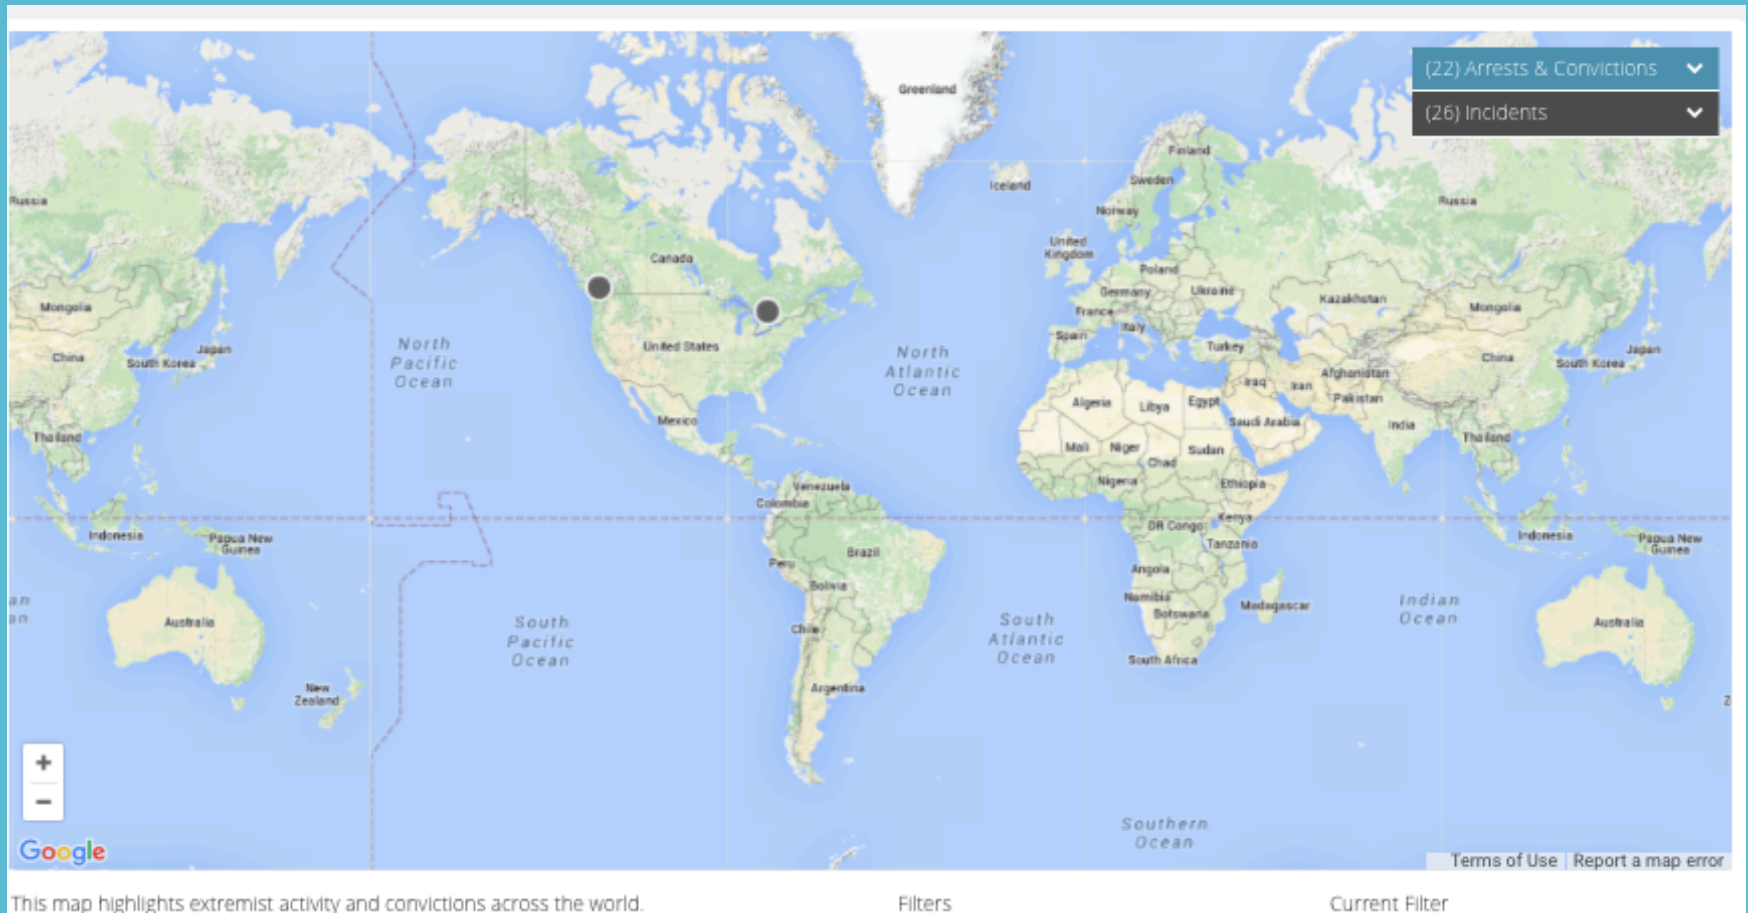 (22) Arrests & Convictions
(26) Incidents
Greenland
Finland
Iceland
Sweden
Norway
Russia
Russia
United
Kingdom
Canada
Poland
Germany
Ukraine
Kazakhstan
Mongolia
Mongolia
France
Italy
Spain
Turkey
United States
North
Pacific
Ocean
North
Atlantic
Ocean
China
South Korea
Japan
China
South Korea
Japan
Afghanistan
Iraq
Iran
Pakistan
Algeria
Libya
Egypt
Saudi Arabia
India
Mexico
Thailand
Thailand
Mali
Niger
Chad
Sudan
Nigeria
Ethiopia
Venezuela
Colombia
DR Congo
Kenya
Tanzania
Indonesia
Papua New
Guinea
Indonesia
Papua New
Guinea
Brazil
Peru
Bolivia
Angola
Namibia
Botswana
Madagascar
an
an
Indian
Ocean
Australia
Australia
South
Pacific
Ocean
South
Atlantic
Ocean
Chile
South Africa
New
Zealand
Z
Argentina
+
−
Southern
Ocean
Google
Terms of Use
Report a map error
This map highlights extremist activity and convictions across the world.
Filters
Current Filter